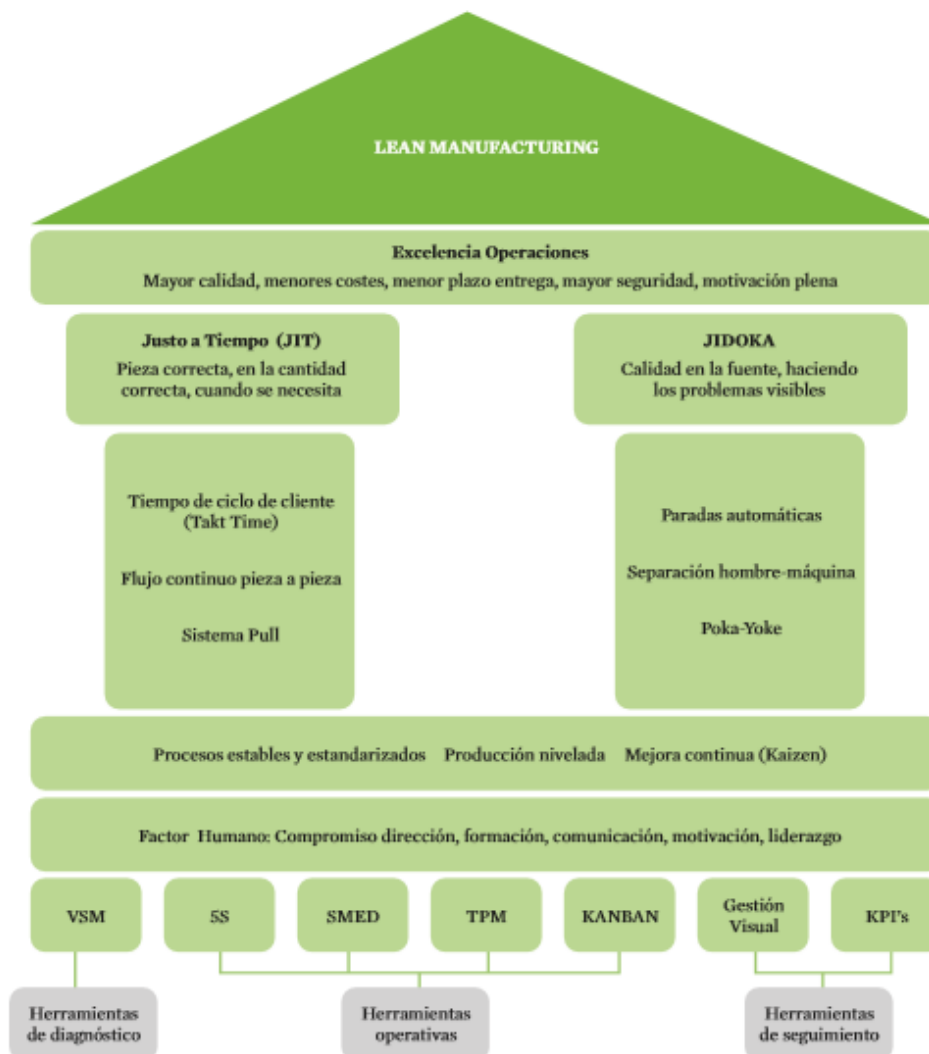 LEAN MANUFACTURING
Excelencia Operaciones
Mayor calidad, menores costes, menor plazo entrega, mayor seguridad, motivación plena
Justo a Tiempo (JIT)
Pieza correcta, en la cantidad
correcta, cuando se necesita
JIDOKA
Calidad en la fuente, haciendo
los problemas visibles
Tiempo de ciclo de cliente
(Takt Time)
Flujo continuo pieza a pieza
Sistema Pull
Paradas automáticas
Separación hombre-máquina
Poka-Yoke
Procesos estables y estandarizados Producción nivelada Mejora continua (Kaizen)
Factor Humano: Compromiso dirección, formación, comunicación, motivación, liderazgo
VSM
5S
SMED
TPM
KANBAN
Gestión
Visual
KPI's
Herramientas
de diagnóstico
Herramientas
operativas
Herramientas
de seguimiento